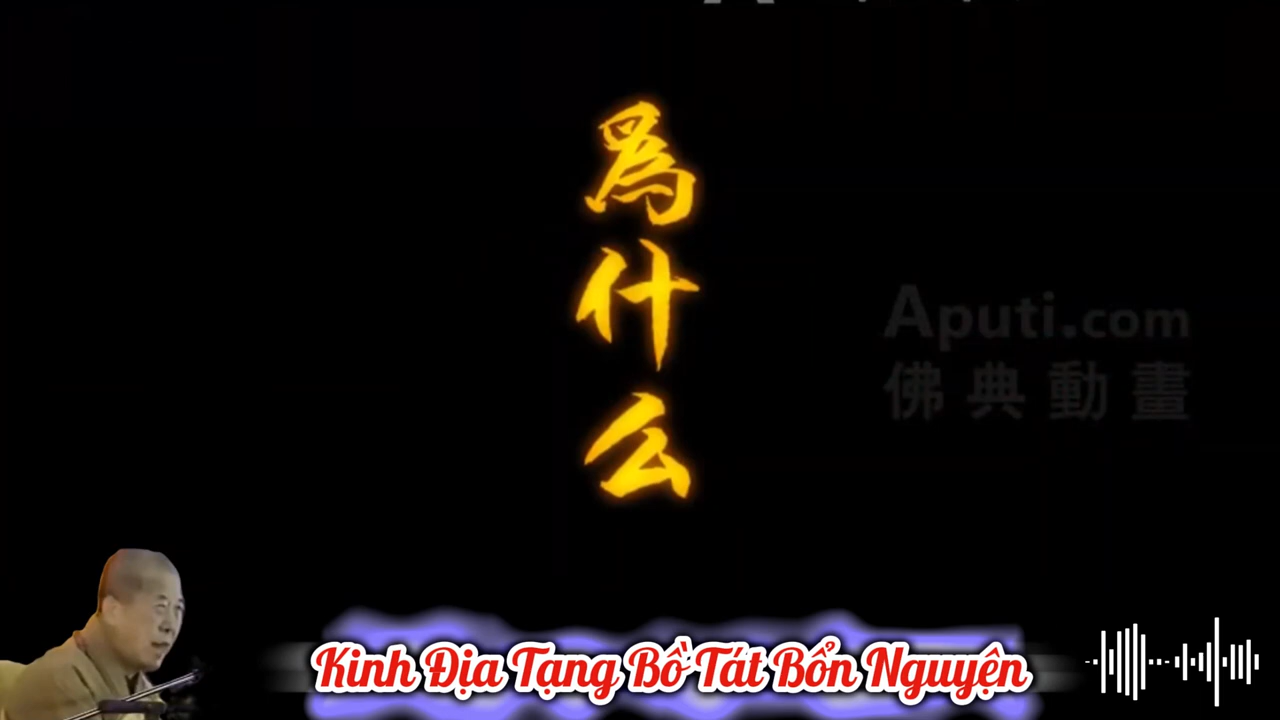 為什么
Aputi.com
佛典動畫
Kinh Địa Tạng Bồ Tát Bổn Nguyện